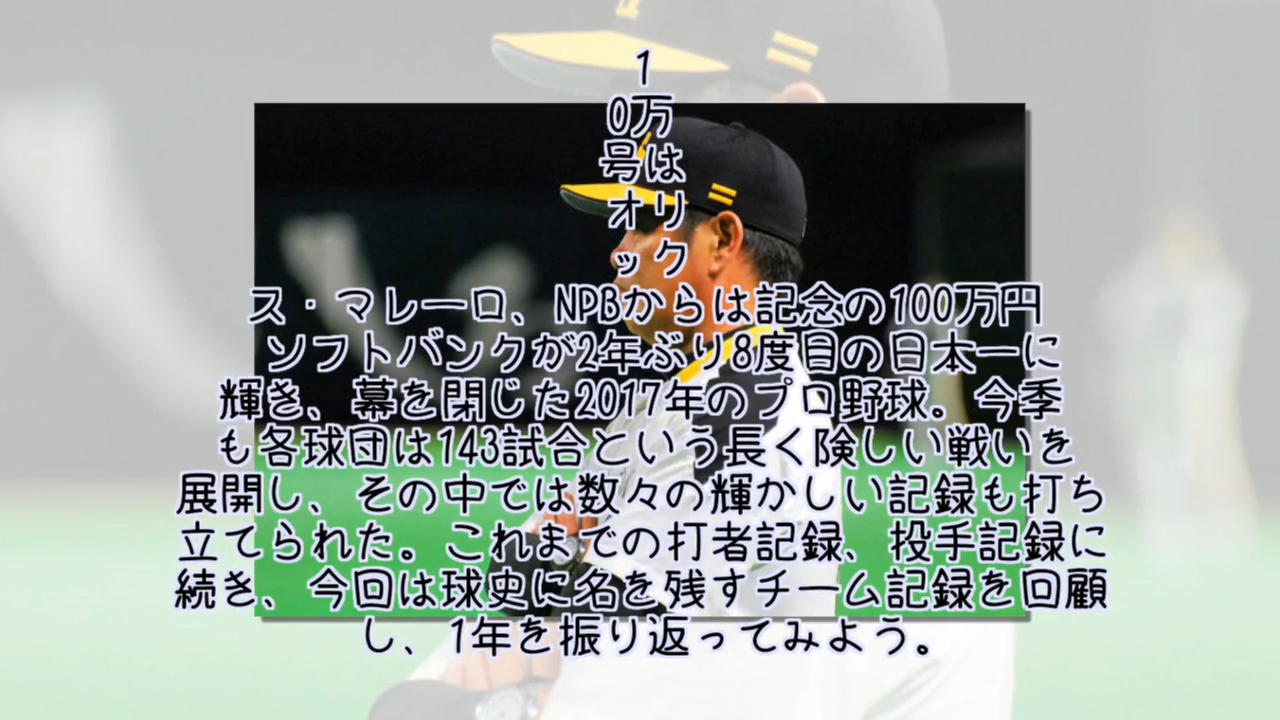 1
0万
号は
オリ
ック
ス・マレーロ、NPBからは記念の100万円
ソフトバンクが2年ぶり8度目の日本一に
輝き、幕を閉じた2017年のプロ野球。今季
も各球団は143試合という長く険しい戦いを
展開し、その中では数々の輝かしい記録も打ち
立てられた。これまでの打者記録、投手記録に
続き、今回は球史に名を残すチーム記録を回顧
し、1年を振り返ってみよう。